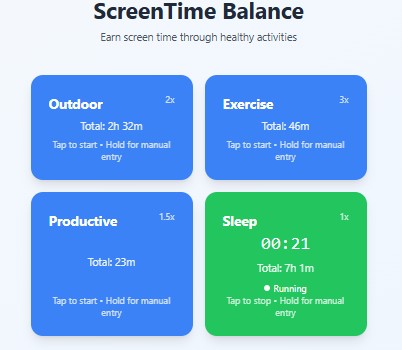 ScreenTime Balance
Earn screen time through healthy activities
Outdoor
2x
Total: 2h 32m
Tap to start • Hold for manual
entry
Exercise
3x
Total: 46m
Tap to start • Hold for manual
entry
Productive
1.5x
Total: 23m
Tap to start • Hold for manual
entry
Sleep
1x
00:21
Total: 7h 1m
Running
Tap to stop • Hold for manual
entry